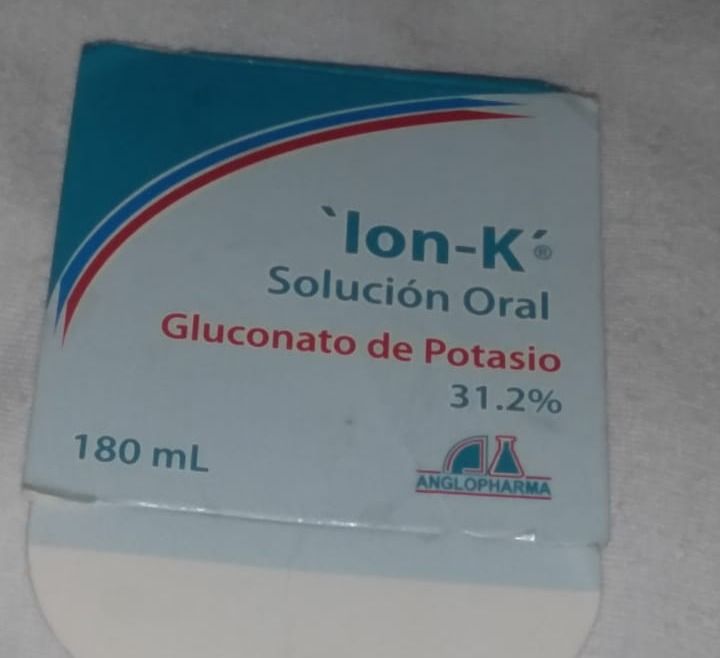 `Ion-K´®
Solución Oral
Gluconato de Potasio
31.2%
180 mL
ANGLOPHARMA